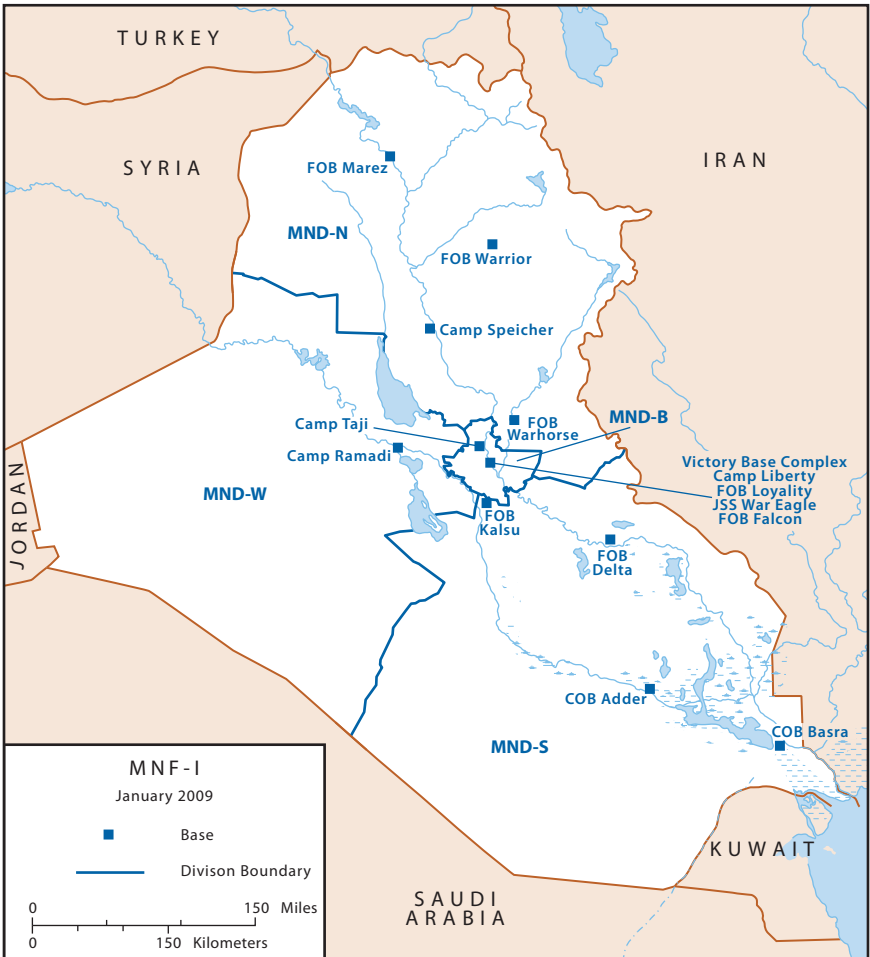 TURKEY
SYRIA
IRAN
FOB Marez
MND-N
FOB Warrior
Camp Speicher
Camp Taji
FOB
Warhorse
MND-B
Camp Ramadi
Victory Base Complex
Camp Liberty
FOB Loyality
JSS War Eagle
FOB Falcon
MND-W
JORDAN
FOB
Kalsu
FOB
Delta
COB Adder
COB Basra
MND-S
KUWAIT
SAUDI
ARABIA
MNF-I
January 2009
Base
Divison Boundary
0 150 Miles
0 150 Kilometers